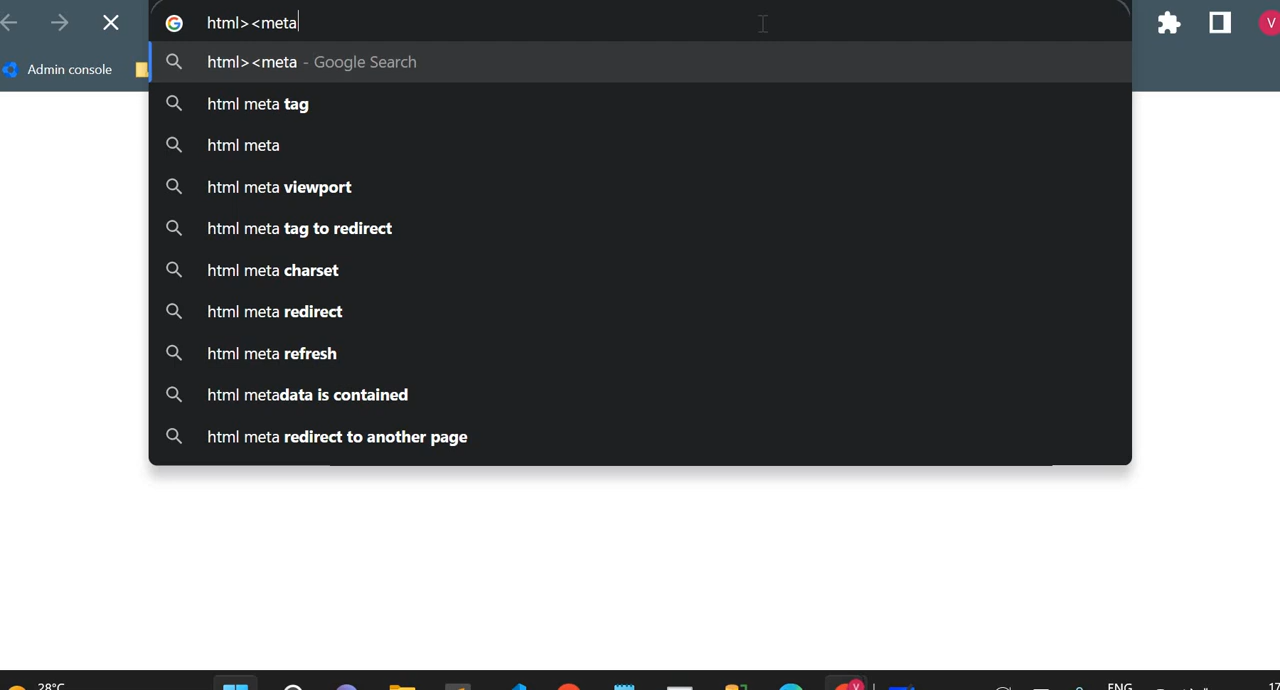 html><meta
V
Admin console
html><meta - Google Search
html meta tag
html meta
html meta viewport
html meta tag to redirect
html meta charset
html meta redirect
html meta refresh
html metadata is contained
html meta redirect to another page
28°C
ENG
17